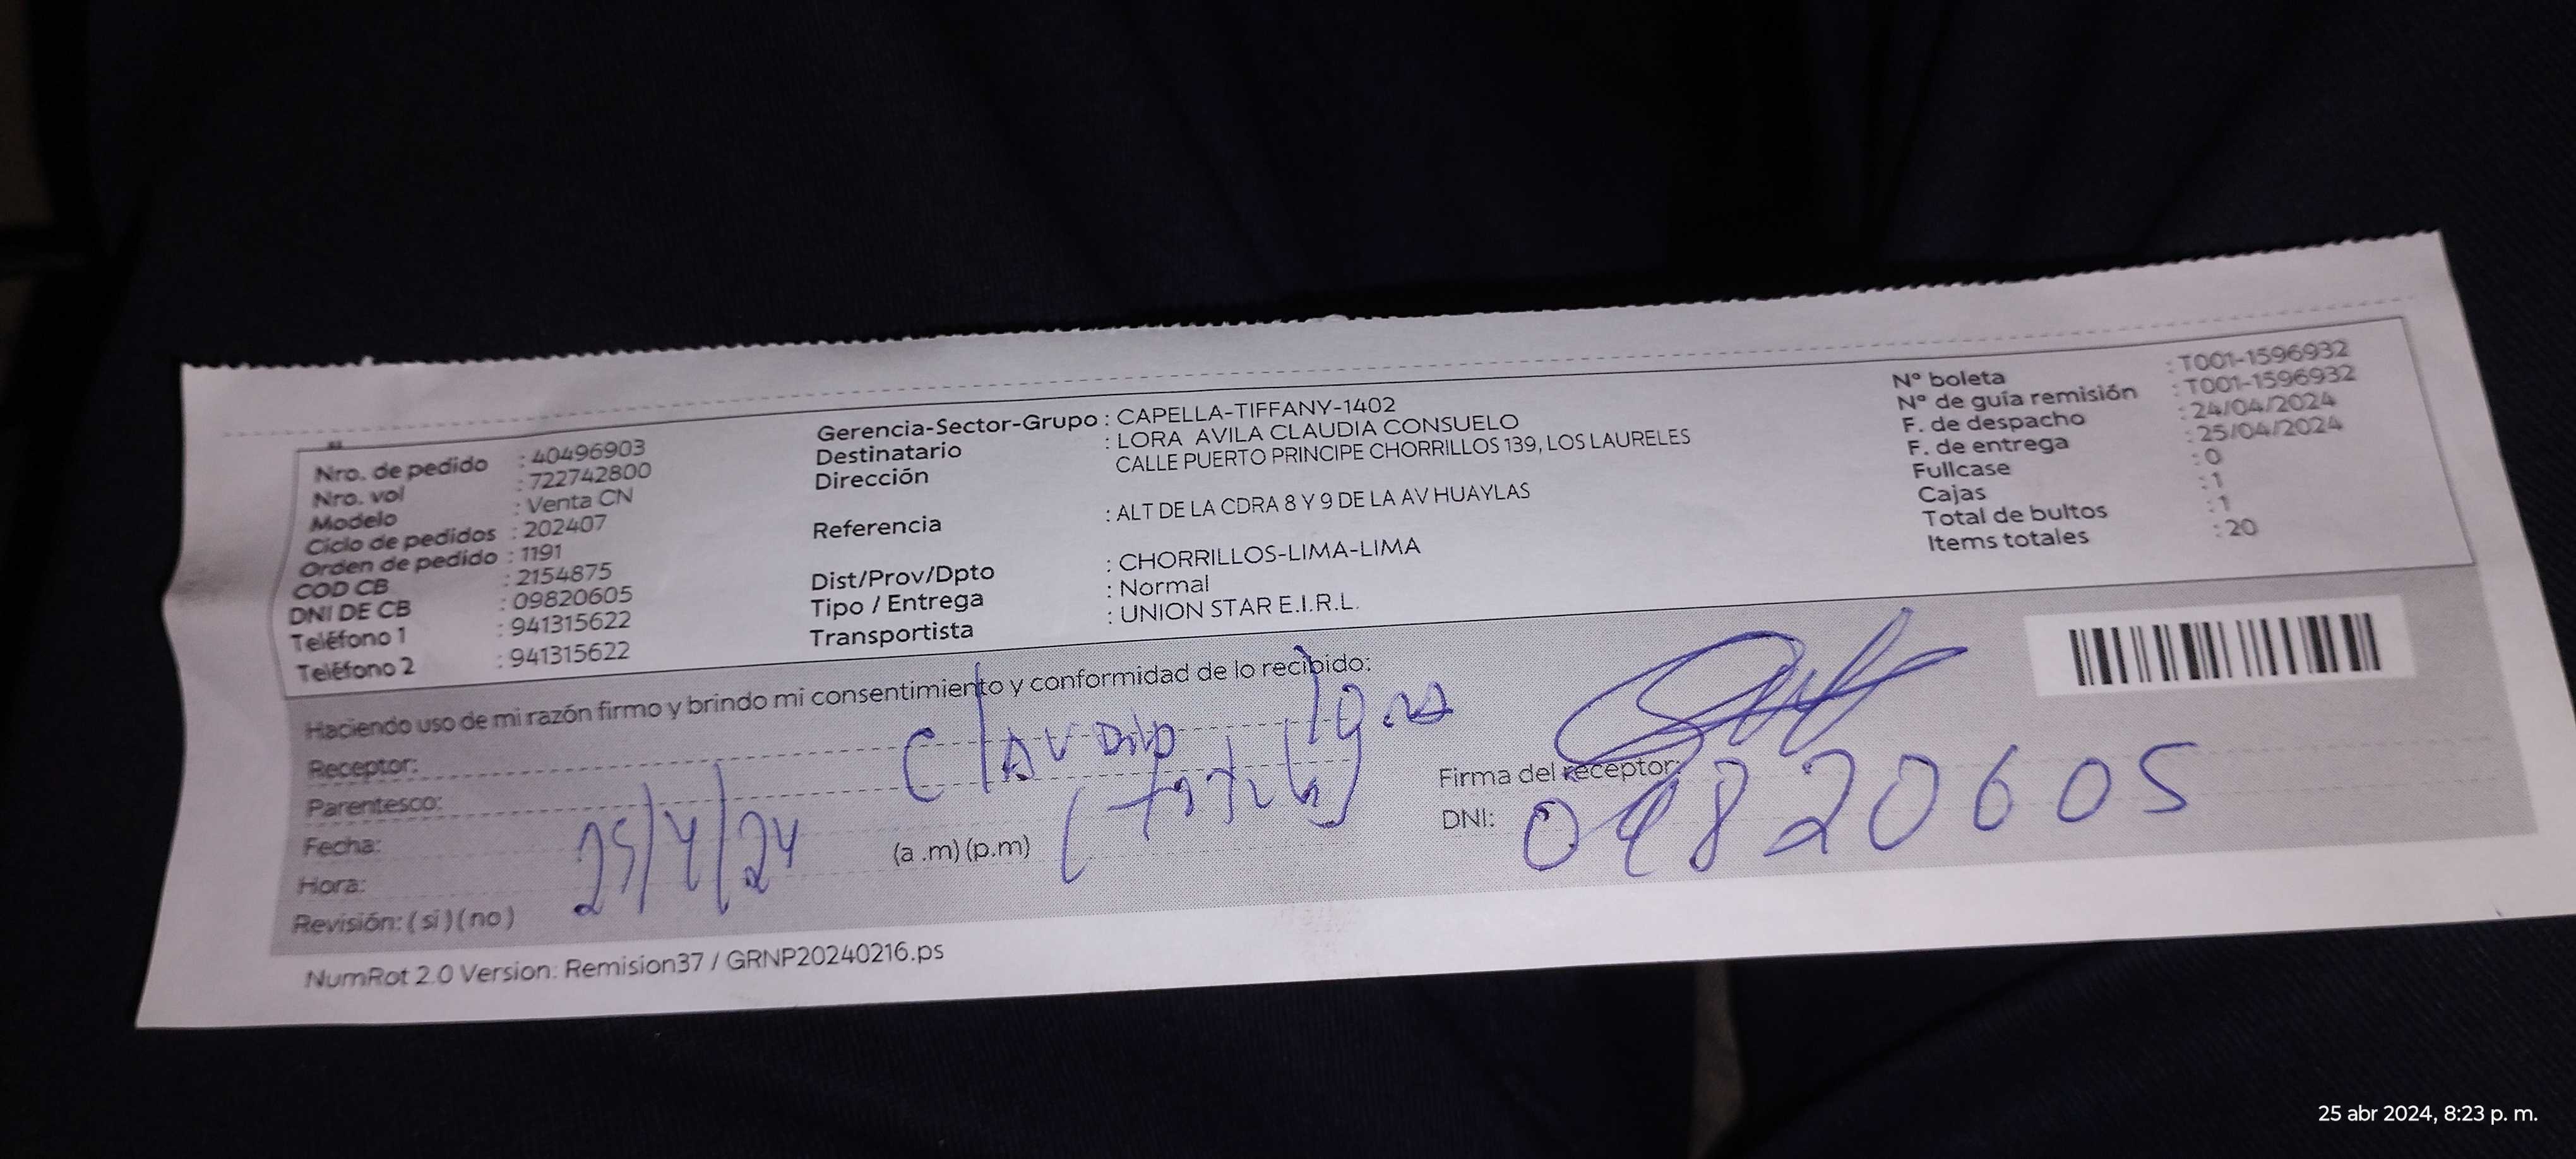 Nro. de pedido : 40496903
Nro. vol : 722742800
Modelo : Venta CN
Ciclo de pedidos : 202407
Orden de pedido : 1191
COD CB : 2154875
DNI DE CB : 09820605
Teléfono 1 : 941315622
Teléfono 2 : 941315622
Gerencia-Sector-Grupo : CAPELLA-TIFFANY-1402
Destinatario : LORA AVILA CLAUDIA CONSUELO
Dirección CALLE PUERTO PRINCIPE CHORRILLOS 139, LOS LAURELES
Referencia : ALT DE LA CDRA 8 Y 9 DE LA AV HUAYLAS
Dist/Prov/Dpto : CHORRILLOS-LIMA-LIMA
Tipo / Entrega : Normal
Transportista : UNION STAR E.I.R.L.
N° boleta : T001-1596932
N° de guía remisión : T001-1596932
F. de despacho : 24/04/2024
F. de entrega : 25/04/2024
Fullcase : 0
Cajas : 1
Total de bultos : 1
Items totales : 20
Haciendo uso de mi razón firmo y brindo mi consentimiento y conformidad de lo recibido:
Receptor: Claudia Lora
Parentesco:
Fecha: 25/4/24
Hora: (a .m) (p.m)
Revisión: ( si ) ( no )
Firma del receptor:
DNI: 09820605
NumRot 2.0 Version: Remision37 / GRNP20240216.ps
25 abr 2024, 8:23 p. m.